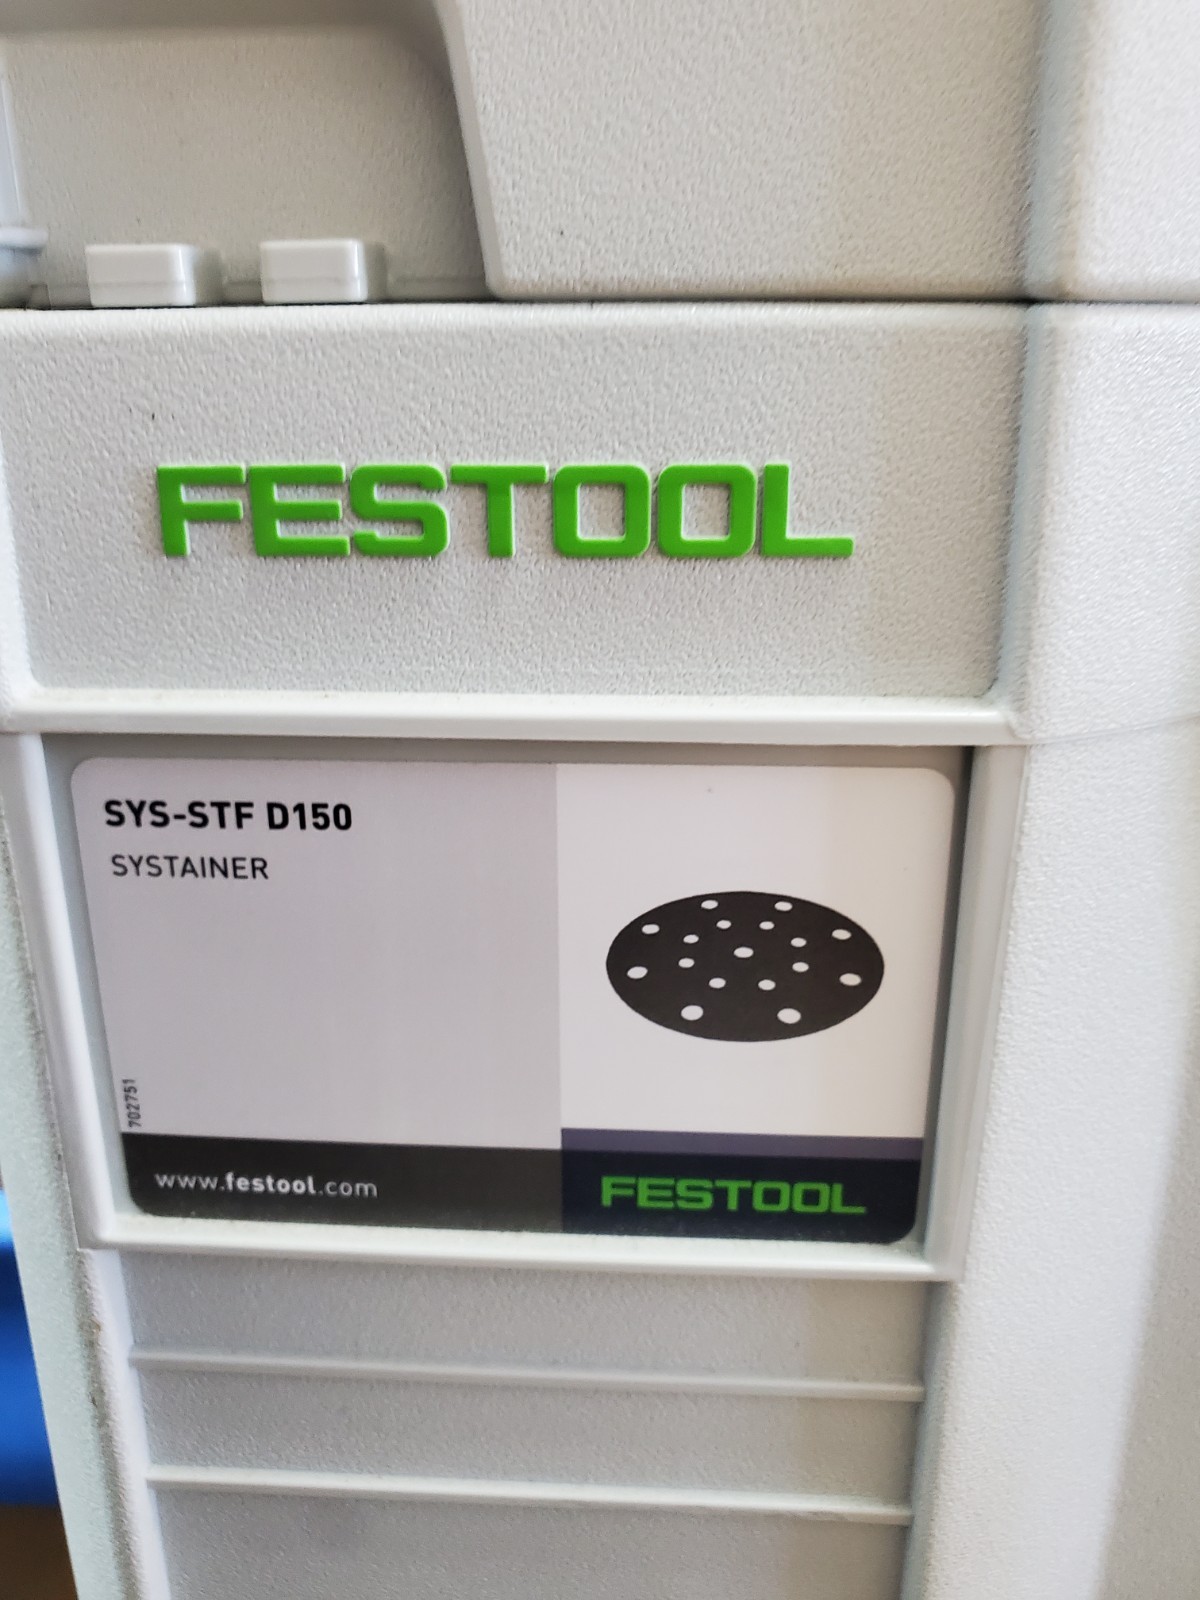 FESTOOL
SYS-STF D150
SYSTAINER
702751
www.festool.com
FESTOOL